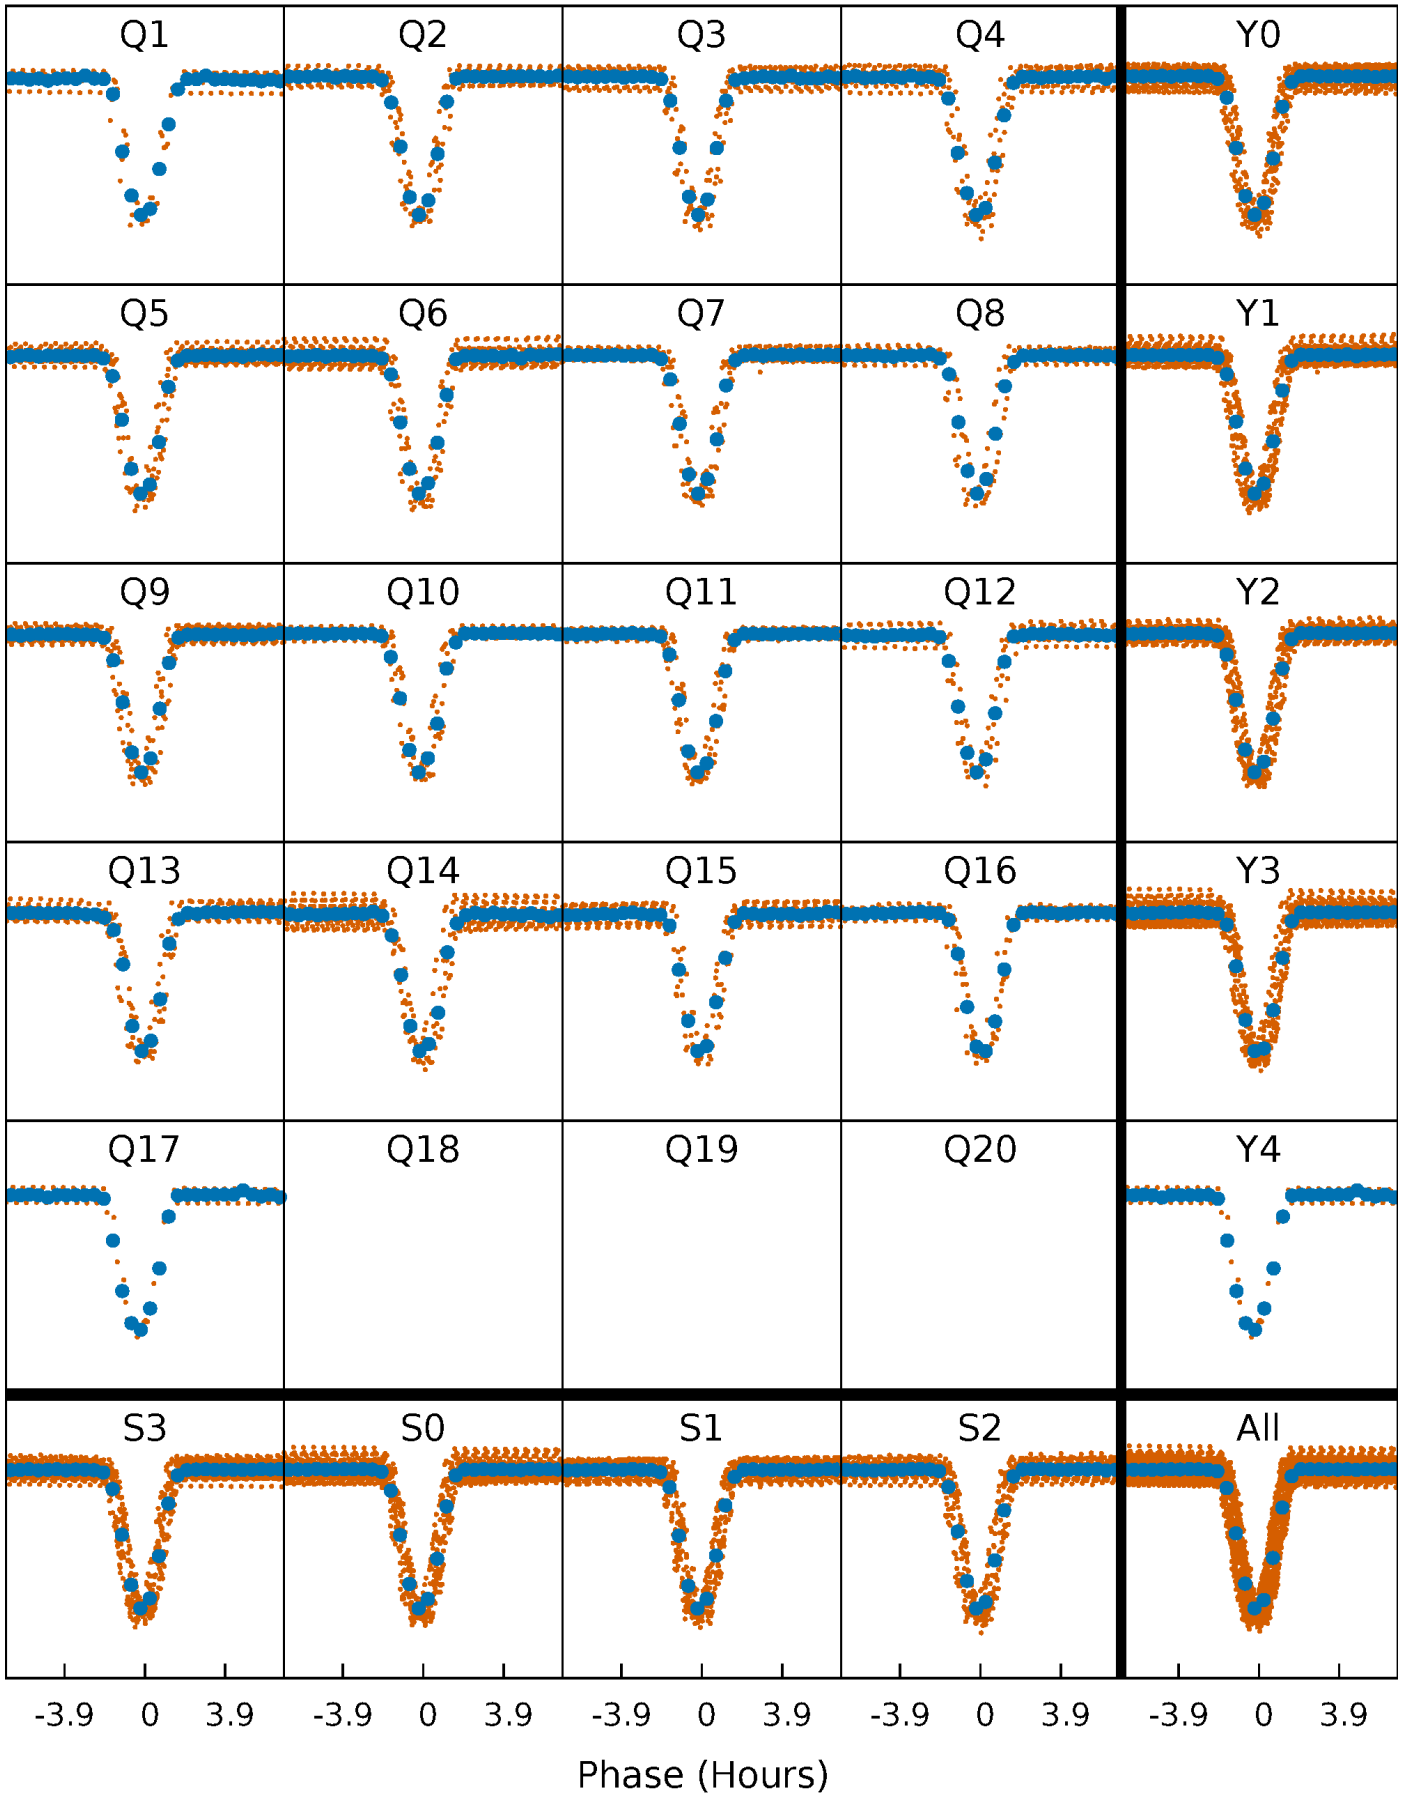 Q1 Q2 Q3 Q4 Y0
Q5 Q6 Q7 Q8 Y1
Q9 Q10 Q11 Q12 Y2
Q13 Q14 Q15 Q16 Y3
Q17 Q18 Q19 Q20 Y4
S3 S0 S1 S2 All
-3.9 0 3.9 -3.9 0 3.9 -3.9 0 3.9 -3.9 0 3.9 -3.9 0 3.9
Phase (Hours)